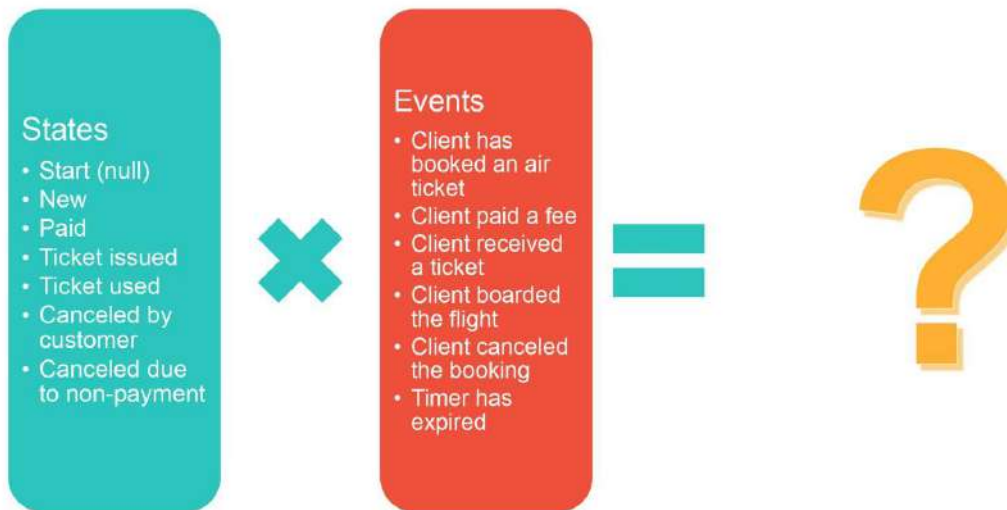 States
• Start (null)
• New
• Paid
• Ticket issued
• Ticket used
• Canceled by
customer
• Canceled due
to non-payment
Events
• Client has
booked an air
ticket
• Client paid a fee
• Client received
a ticket
• Client boarded
the flight
• Client canceled
the booking
• Timer has
expired
?